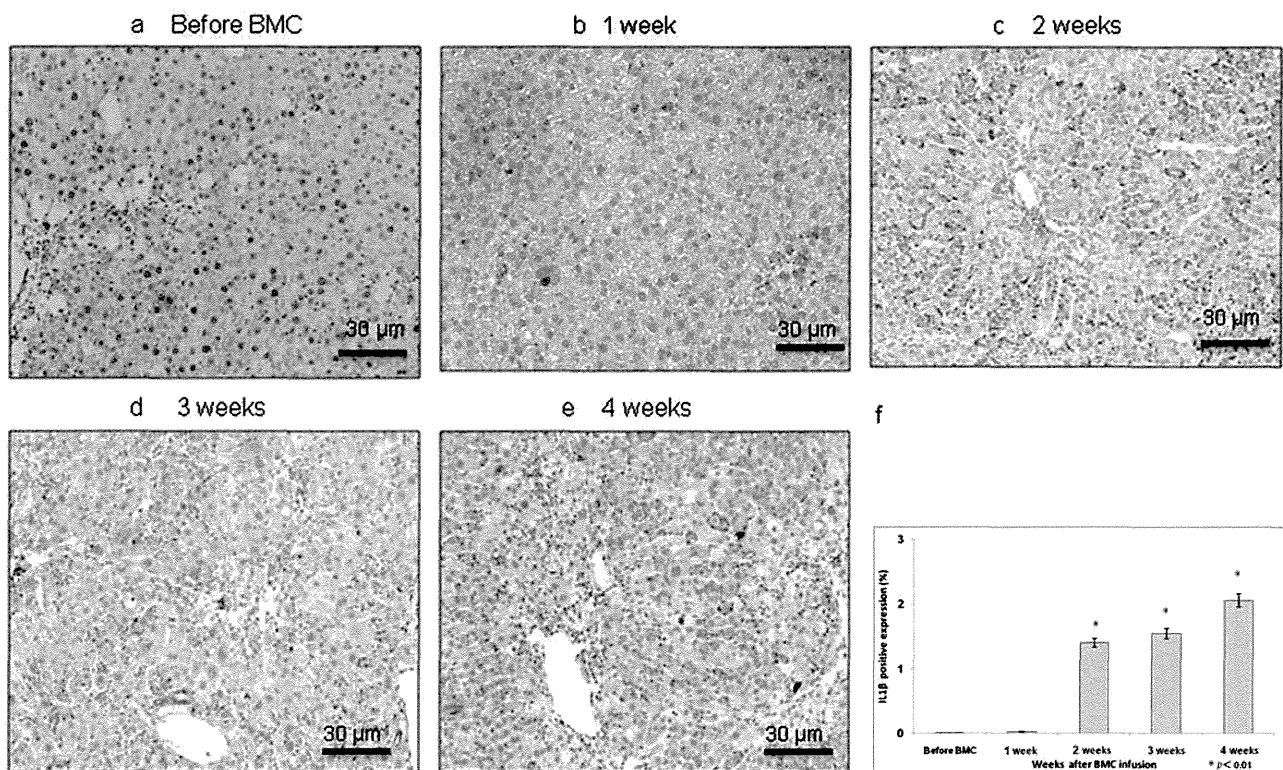 a Before BMC
b 1 week
c 2 weeks
30 µm
30 µm
30 µm
d 3 weeks
e 4 weeks
f
30 µm
30 µm
IL1β positive expression (%)
3
2
1
0
*
*
*
Before BMC 1 week 2 weeks 3 weeks 4 weeks
Weeks after BMC infusion
* p< 0.01